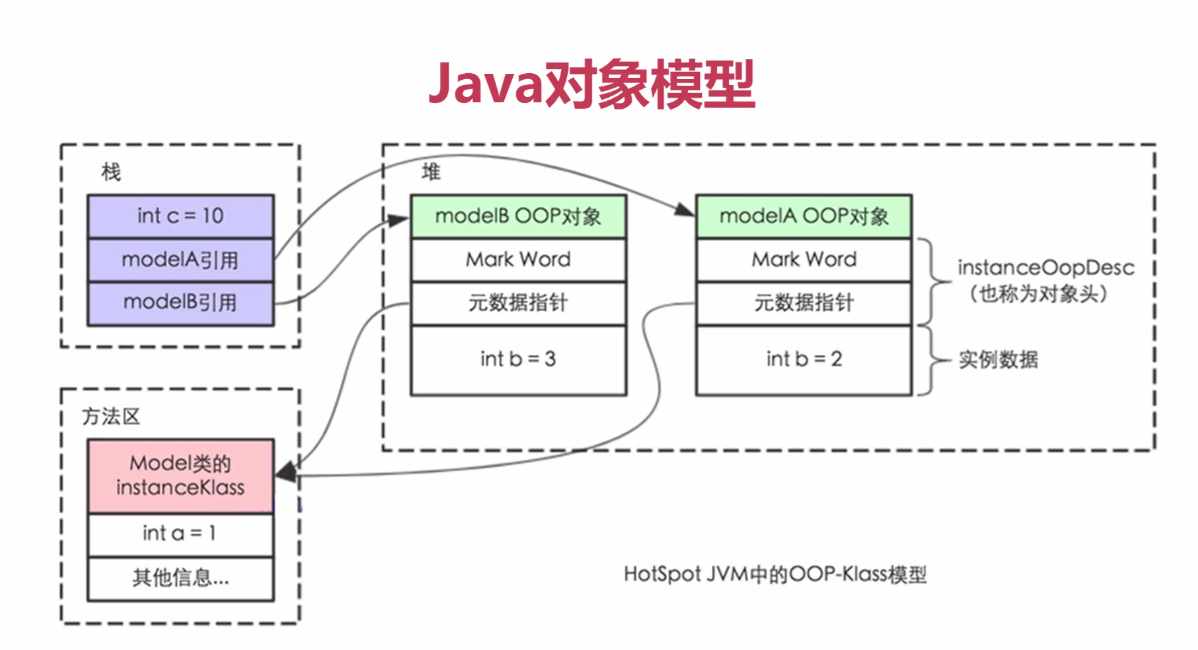 Java对象模型
栈
int c = 10
modelA引用
modelB引用
堆
modelB OOP对象
Mark Word
元数据指针
int b = 3
modelA OOP对象
Mark Word
元数据指针
int b = 2
instanceOopDesc
（也称为对象头）
实例数据
方法区
Model类的
instanceKlass
int a = 1
其他信息...
HotSpot JVM中的OOP-Klass模型